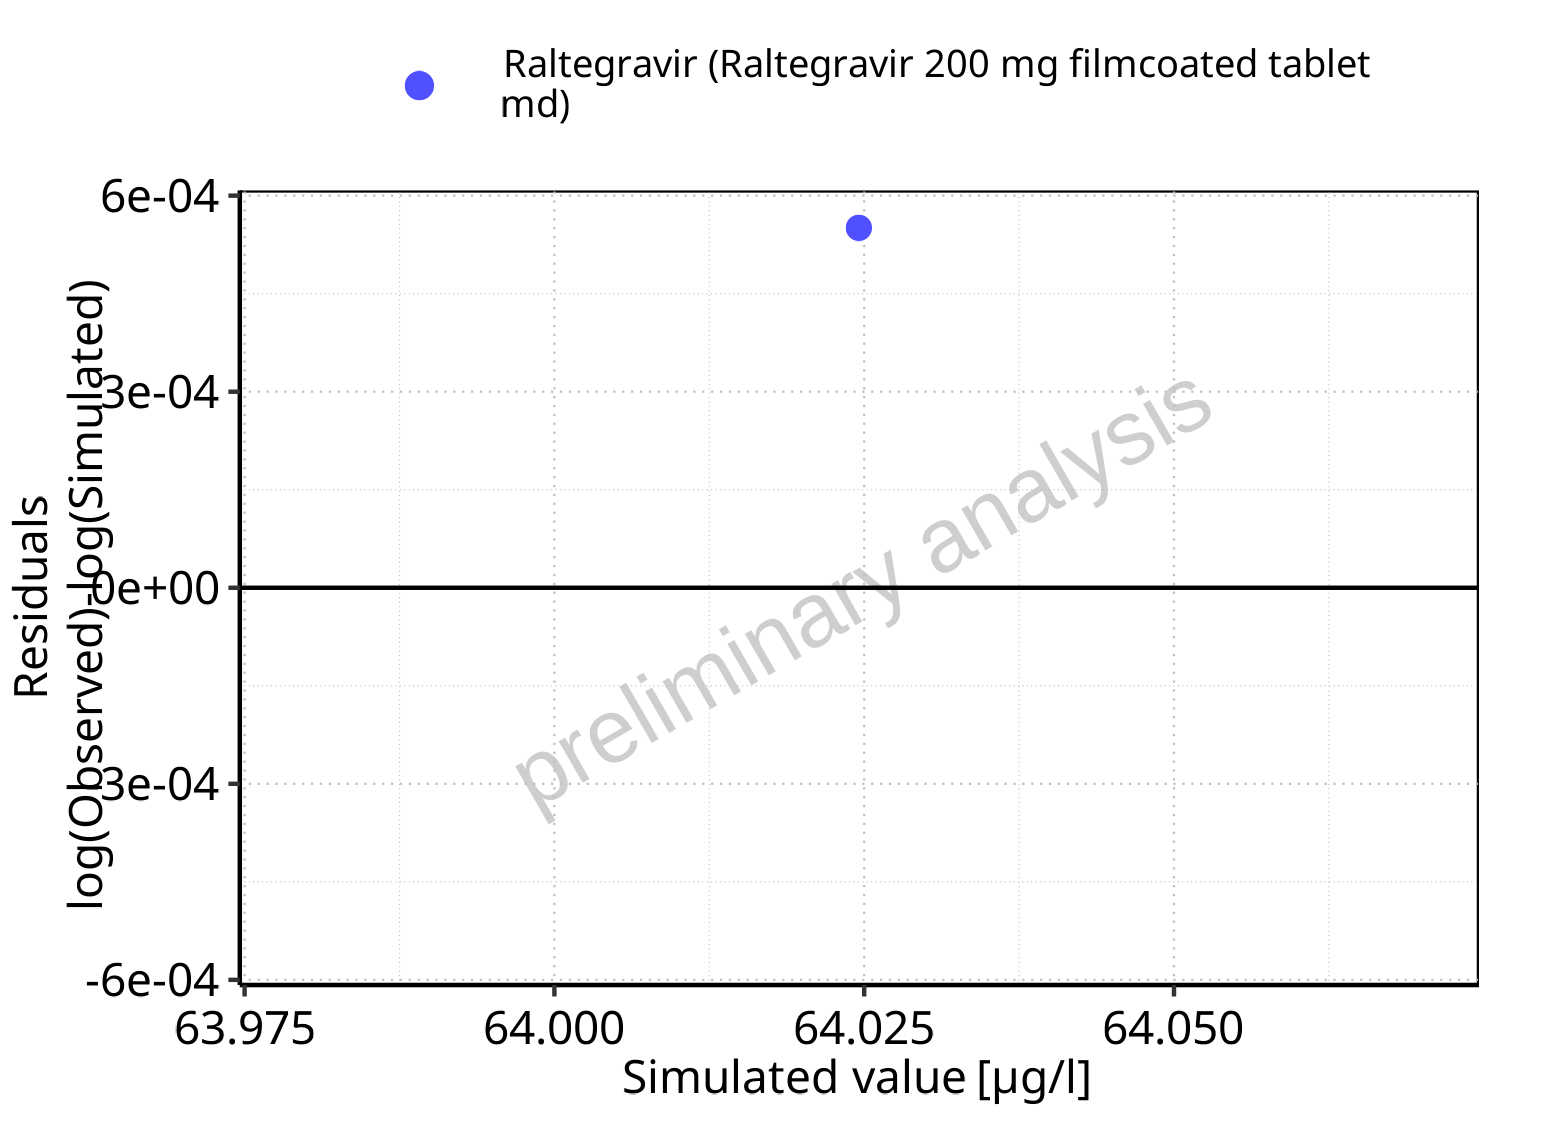 Raltegravir (Raltegravir 200 mg filmcoated tablet
md)
6e-04
3e-04
0e+00
-3e-04
-6e-04
Residuals
log(Observed)-log(Simulated)
preliminary analysis
63.975 64.000 64.025 64.050
Simulated value [µg/l]